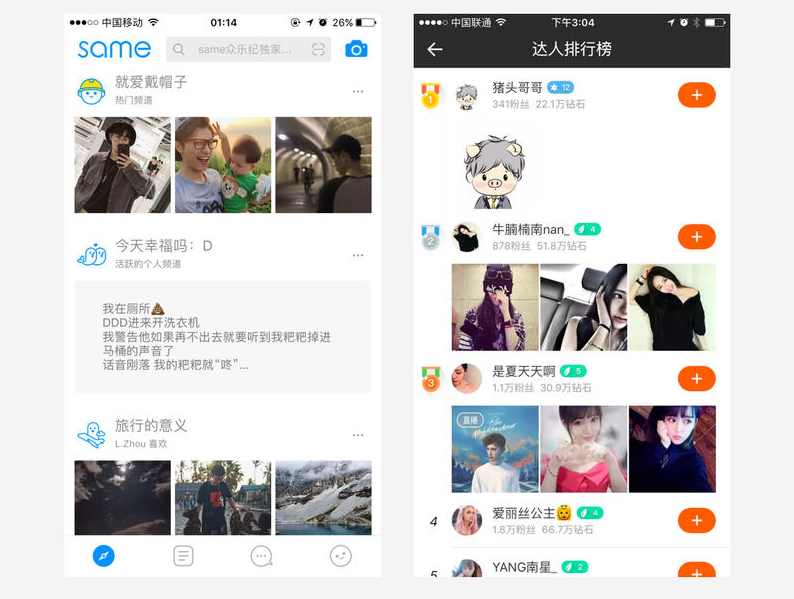 中国移动 01:14 26%
same
same众乐纪独家...
就爱戴帽子
热门频道
今天幸福吗：D
活跃的个人频道
我在厕所💩
DDD进来开洗衣机
我警告他如果再不出去就要听到我粑粑掉进
马桶的声音了
话音刚落 我的粑粑就“咚”...
旅行的意义
L.Zhou 喜欢
中国联通 下午3:04
达人排行榜
1
猪头哥哥 12
341粉丝 22.1万钻石
2
牛腩楠南nan_ 4
878粉丝 51.8万钻石
3
是夏天天啊 5
1.1万粉丝 30.9万钻石
直播
4
爱丽丝公主 4
1.8万粉丝 66.7万钻石
5
YANG南星_ 2